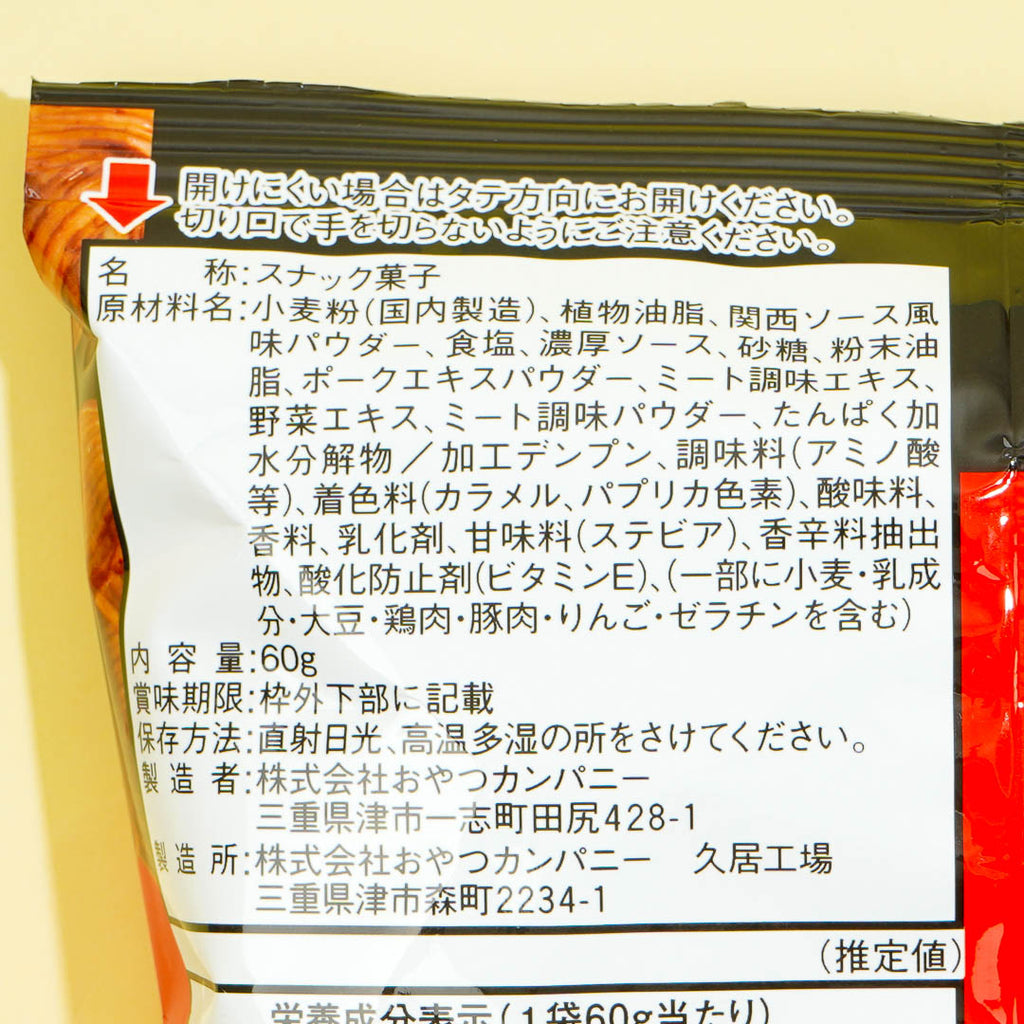 開けにくい場合はタテ方向にお開けください。
切り口で手を切らないようにご注意ください。
名 称:スナック菓子
原材料名:小麦粉(国内製造)、植物油脂、関西ソース風
味パウダー、食塩、濃厚ソース、砂糖、粉末油
脂、ポークエキスパウダー、ミート調味エキス、
野菜エキス、ミート調味パウダー、たんぱく加
水分解物/加工デンプン、調味料(アミノ酸
等)、着色料(カラメル、パプリカ色素)、酸味料、
香料、乳化剤、甘味料(ステビア)、香辛料抽出
物、酸化防止剤(ビタミンE)、(一部に小麦・乳成
分・大豆・鶏肉・豚肉・りんご・ゼラチンを含む)
内容量:60g
賞味期限:枠外下部に記載
保存方法:直射日光、高温多湿の所をさけてください。
製造者:株式会社おやつカンパニー
三重県津市一志町田尻428-1
製造所:株式会社おやつカンパニー 久居工場
三重県津市森町2234-1
(推定値)
栄養成分表示(1袋60g当たり)